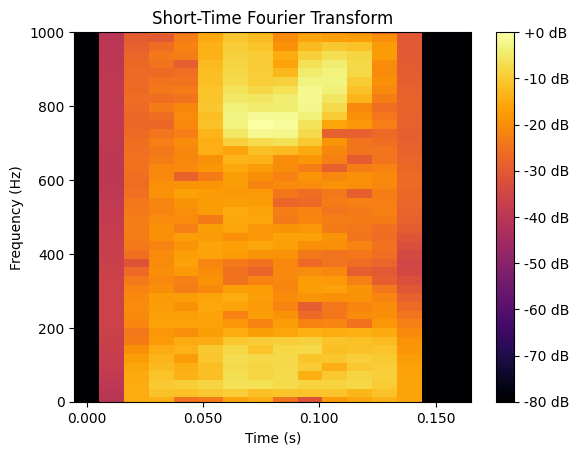 Short-Time Fourier Transform
1000
800
600
400
200
0
Frequency (Hz)
0.000
0.050
0.100
0.150
Time (s)
+0 dB
-10 dB
-20 dB
-30 dB
-40 dB
-50 dB
-60 dB
-70 dB
-80 dB